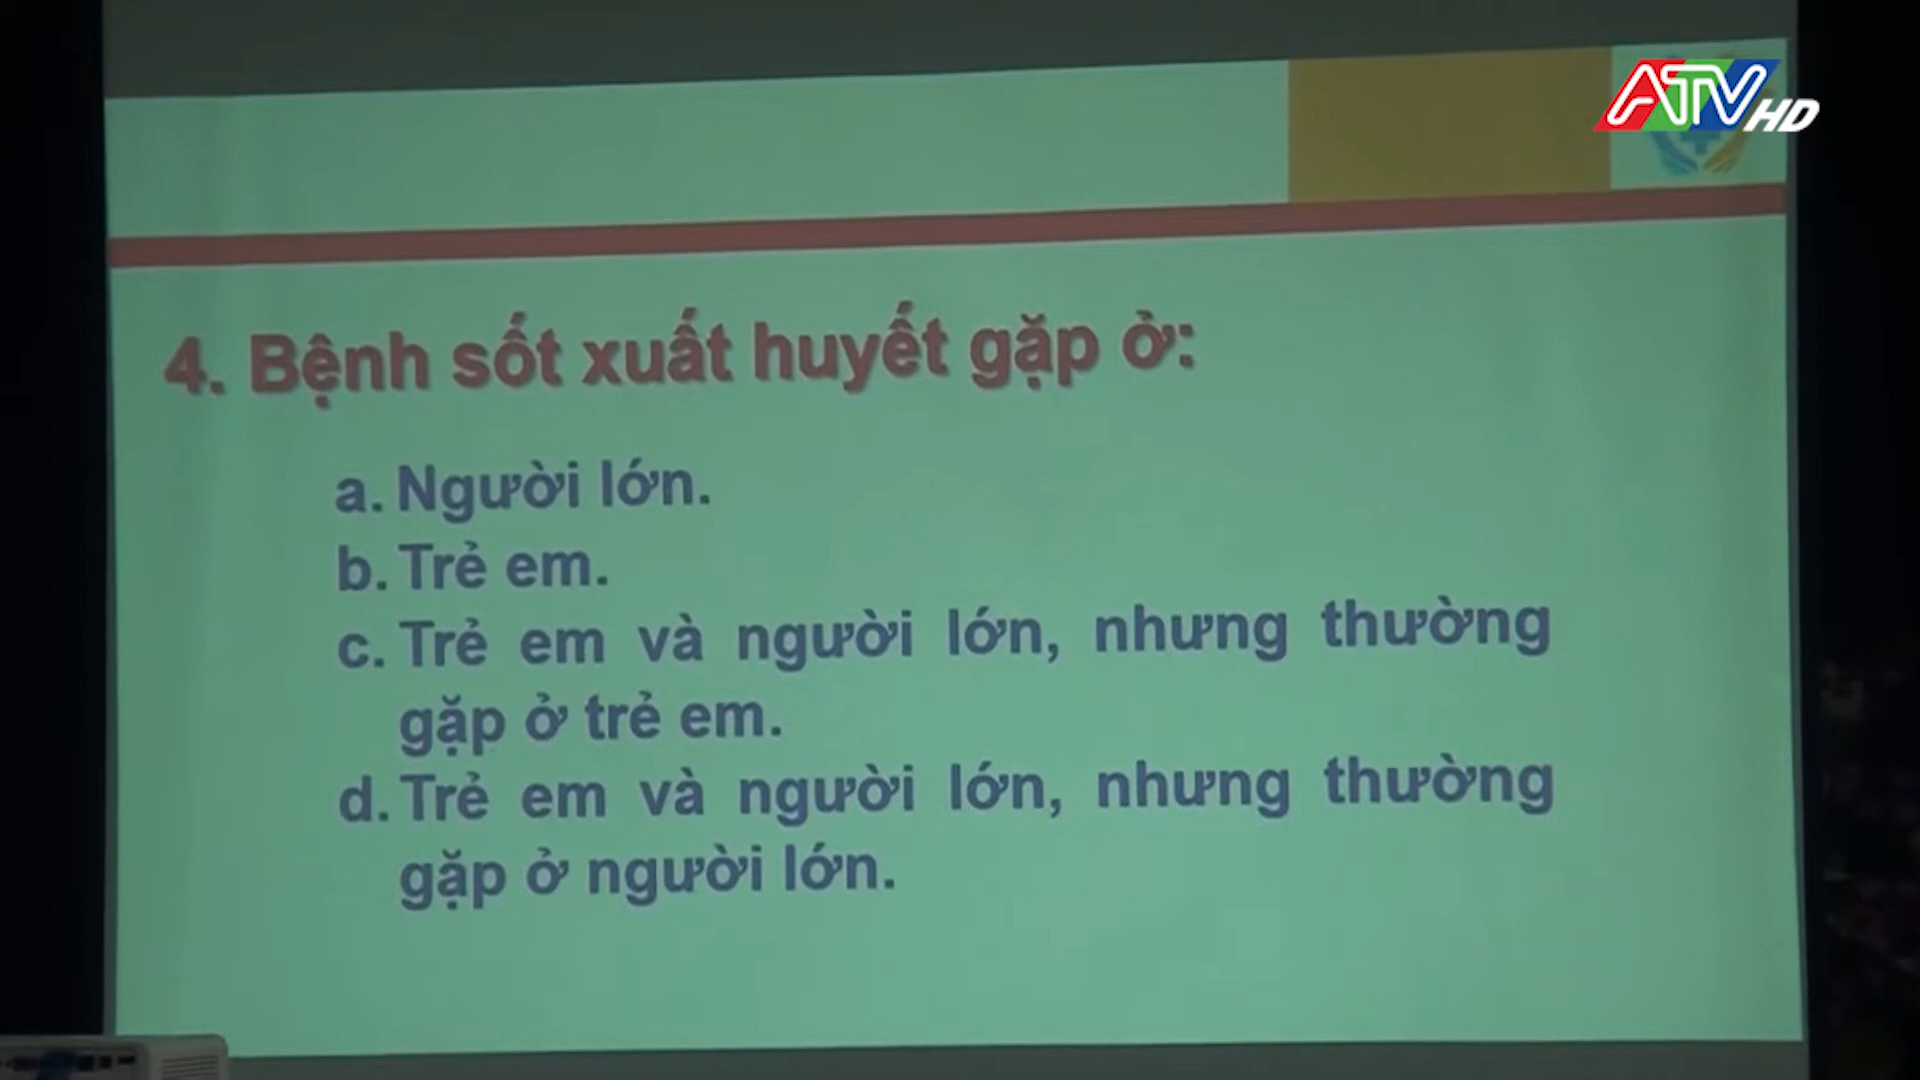 ATV HD
4. Bệnh sốt xuất huyết gặp ở:
a. Người lớn.
b. Trẻ em.
c. Trẻ em và người lớn, nhưng thường
gặp ở trẻ em.
d. Trẻ em và người lớn, nhưng thường
gặp ở người lớn.